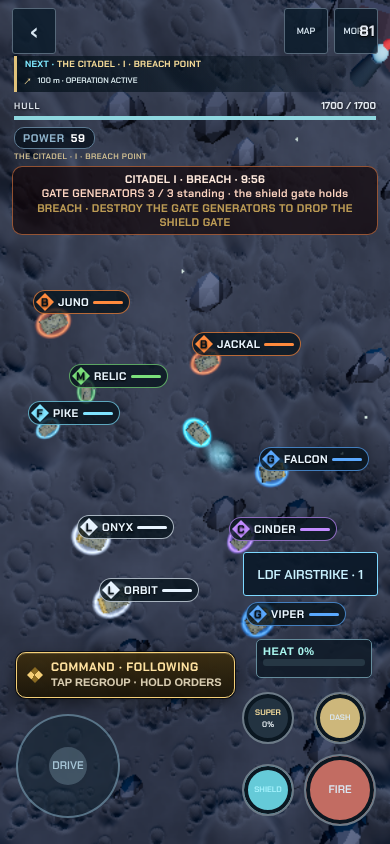 ‹
MAP
81
NEXT · THE CITADEL · I · BREACH POINT
100 m · OPERATION ACTIVE
HULL
1700 / 1700
POWER 59
THE CITADEL · I · BREACH POINT
CITADEL I · BREACH · 9:56
GATE GENERATORS 3 / 3 standing · the shield gate holds
BREACH · DESTROY THE GATE GENERATORS TO DROP THE
SHIELD GATE
B JUNO
B JACKAL
M RELIC
F PIKE
G FALCON
L ONYX
C CINDER
LDF AIRSTRIKE · 1
L ORBIT
G VIPER
HEAT 0%
COMMAND · FOLLOWING
TAP REGROUP · HOLD ORDERS
SUPER
0%
DASH
DRIVE
SHIELD
FIRE